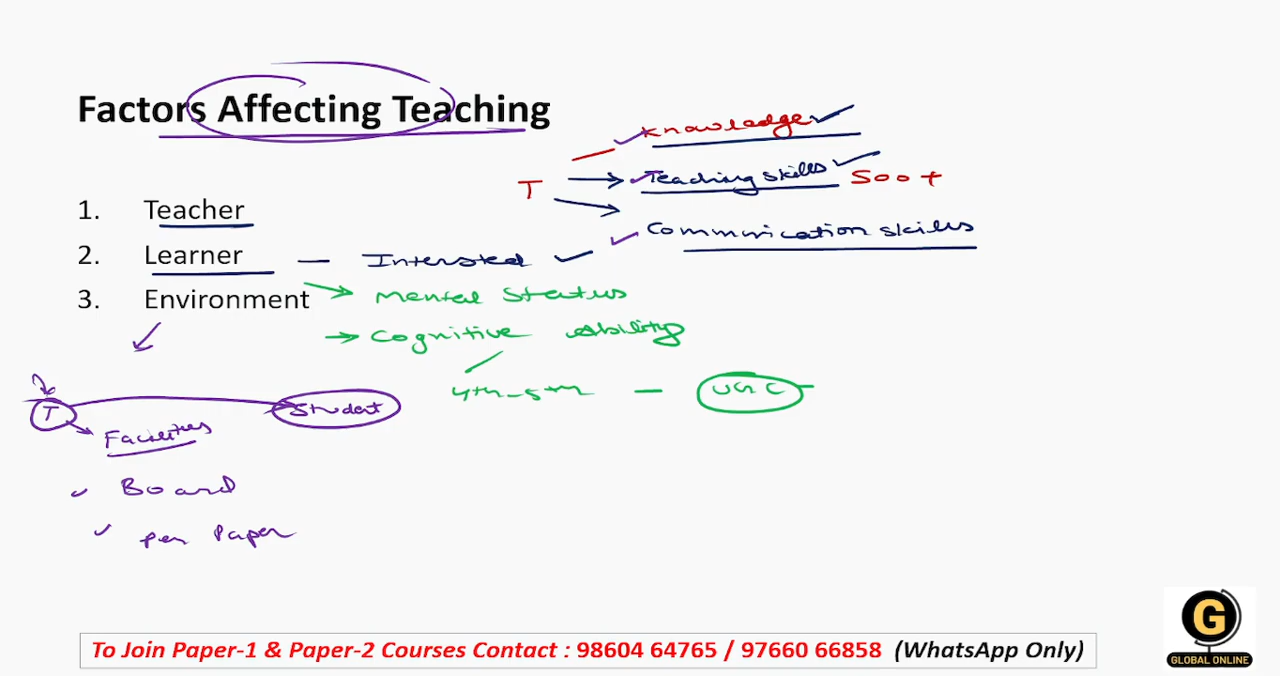 Factors Affecting Teaching
Knowledge
T Teaching skills 500+
Communication skills
1. Teacher
2. Learner — Intersted
3. Environment
Mental Status
Cognitive Ability
4th-5th — UGC
T Student
Facilities
Board
Pen Paper
To Join Paper-1 & Paper-2 Courses Contact : 98604 64765 / 97660 66858 (WhatsApp Only)
G
GLOBAL ONLINE